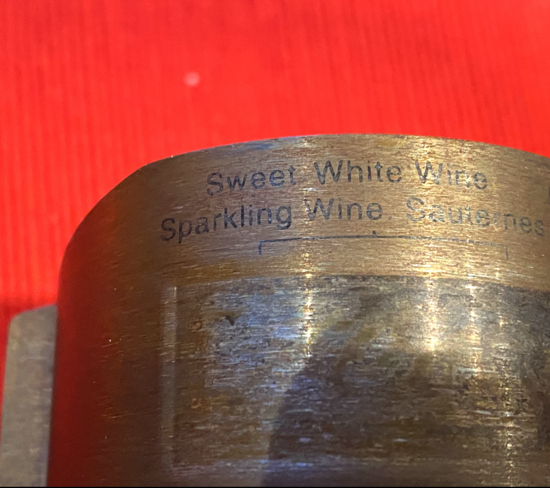 Sweet White Wine
Sparkling Wine Sauternes